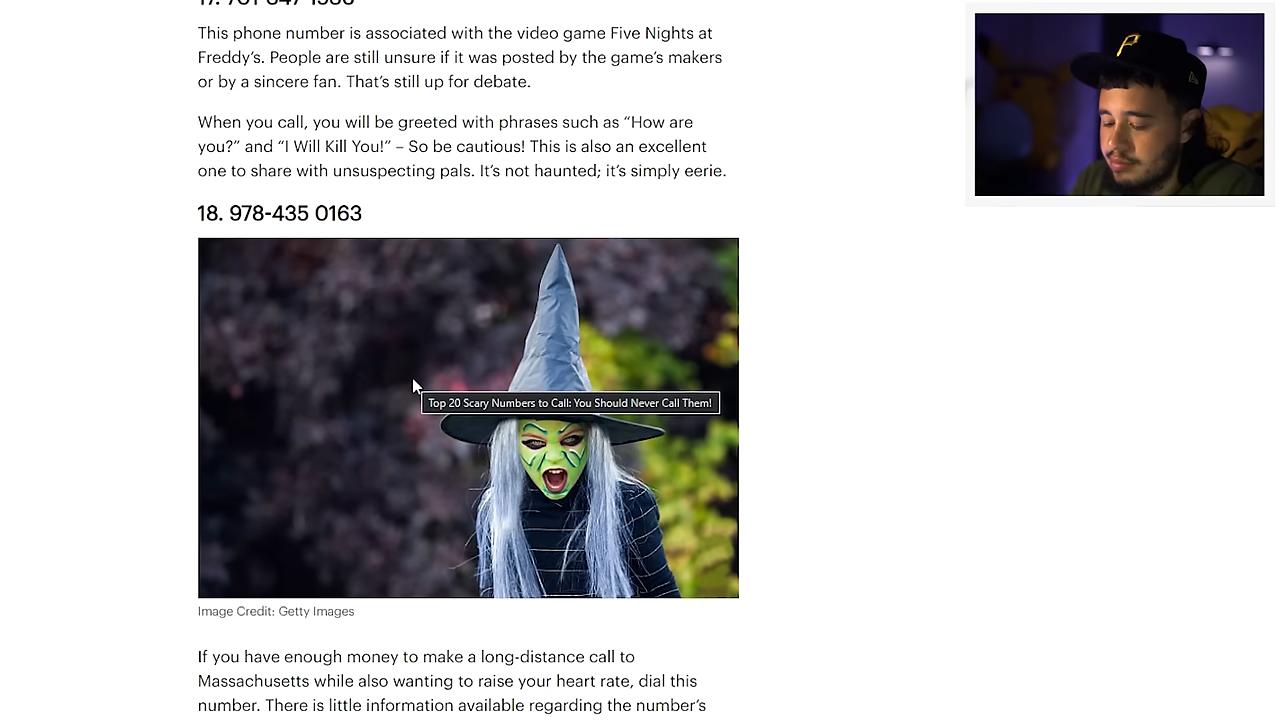 This phone number is associated with the video game Five Nights at
Freddy's. People are still unsure if it was posted by the game's makers
or by a sincere fan. That's still up for debate.
When you call, you will be greeted with phrases such as “How are
you?” and “I Will Kill You!” – So be cautious! This is also an excellent
one to share with unsuspecting pals. It's not haunted; it's simply eerie.
18. 978-435 0163
Top 20 Scary Numbers to Call: You Should Never Call Them!
Image Credit: Getty Images
If you have enough money to make a long-distance call to
Massachusetts while also wanting to raise your heart rate, dial this
number. There is little information available regarding the number's